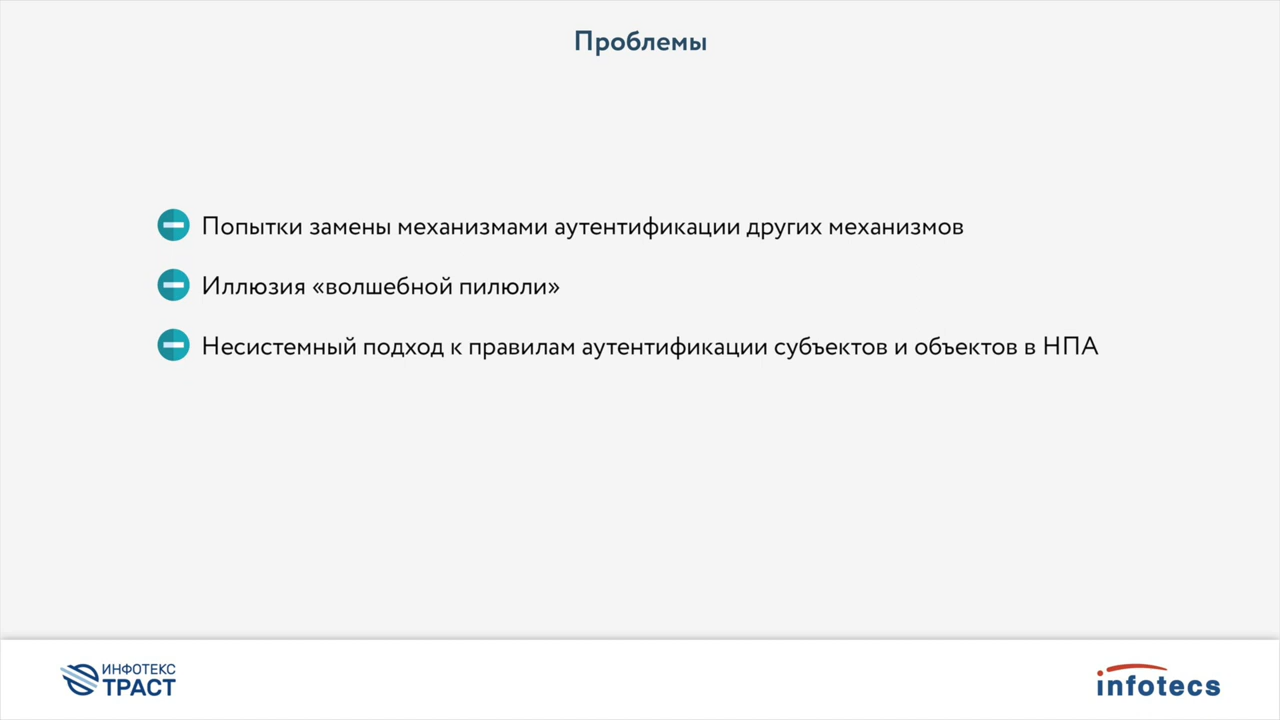 Проблемы
Попытки замены механизмами аутентификации других механизмов
Иллюзия «волшебной пилюли»
Несистемный подход к правилам аутентификации субъектов и объектов в НПА
ИНФОТЕКС
ТРАСТ
infotecs